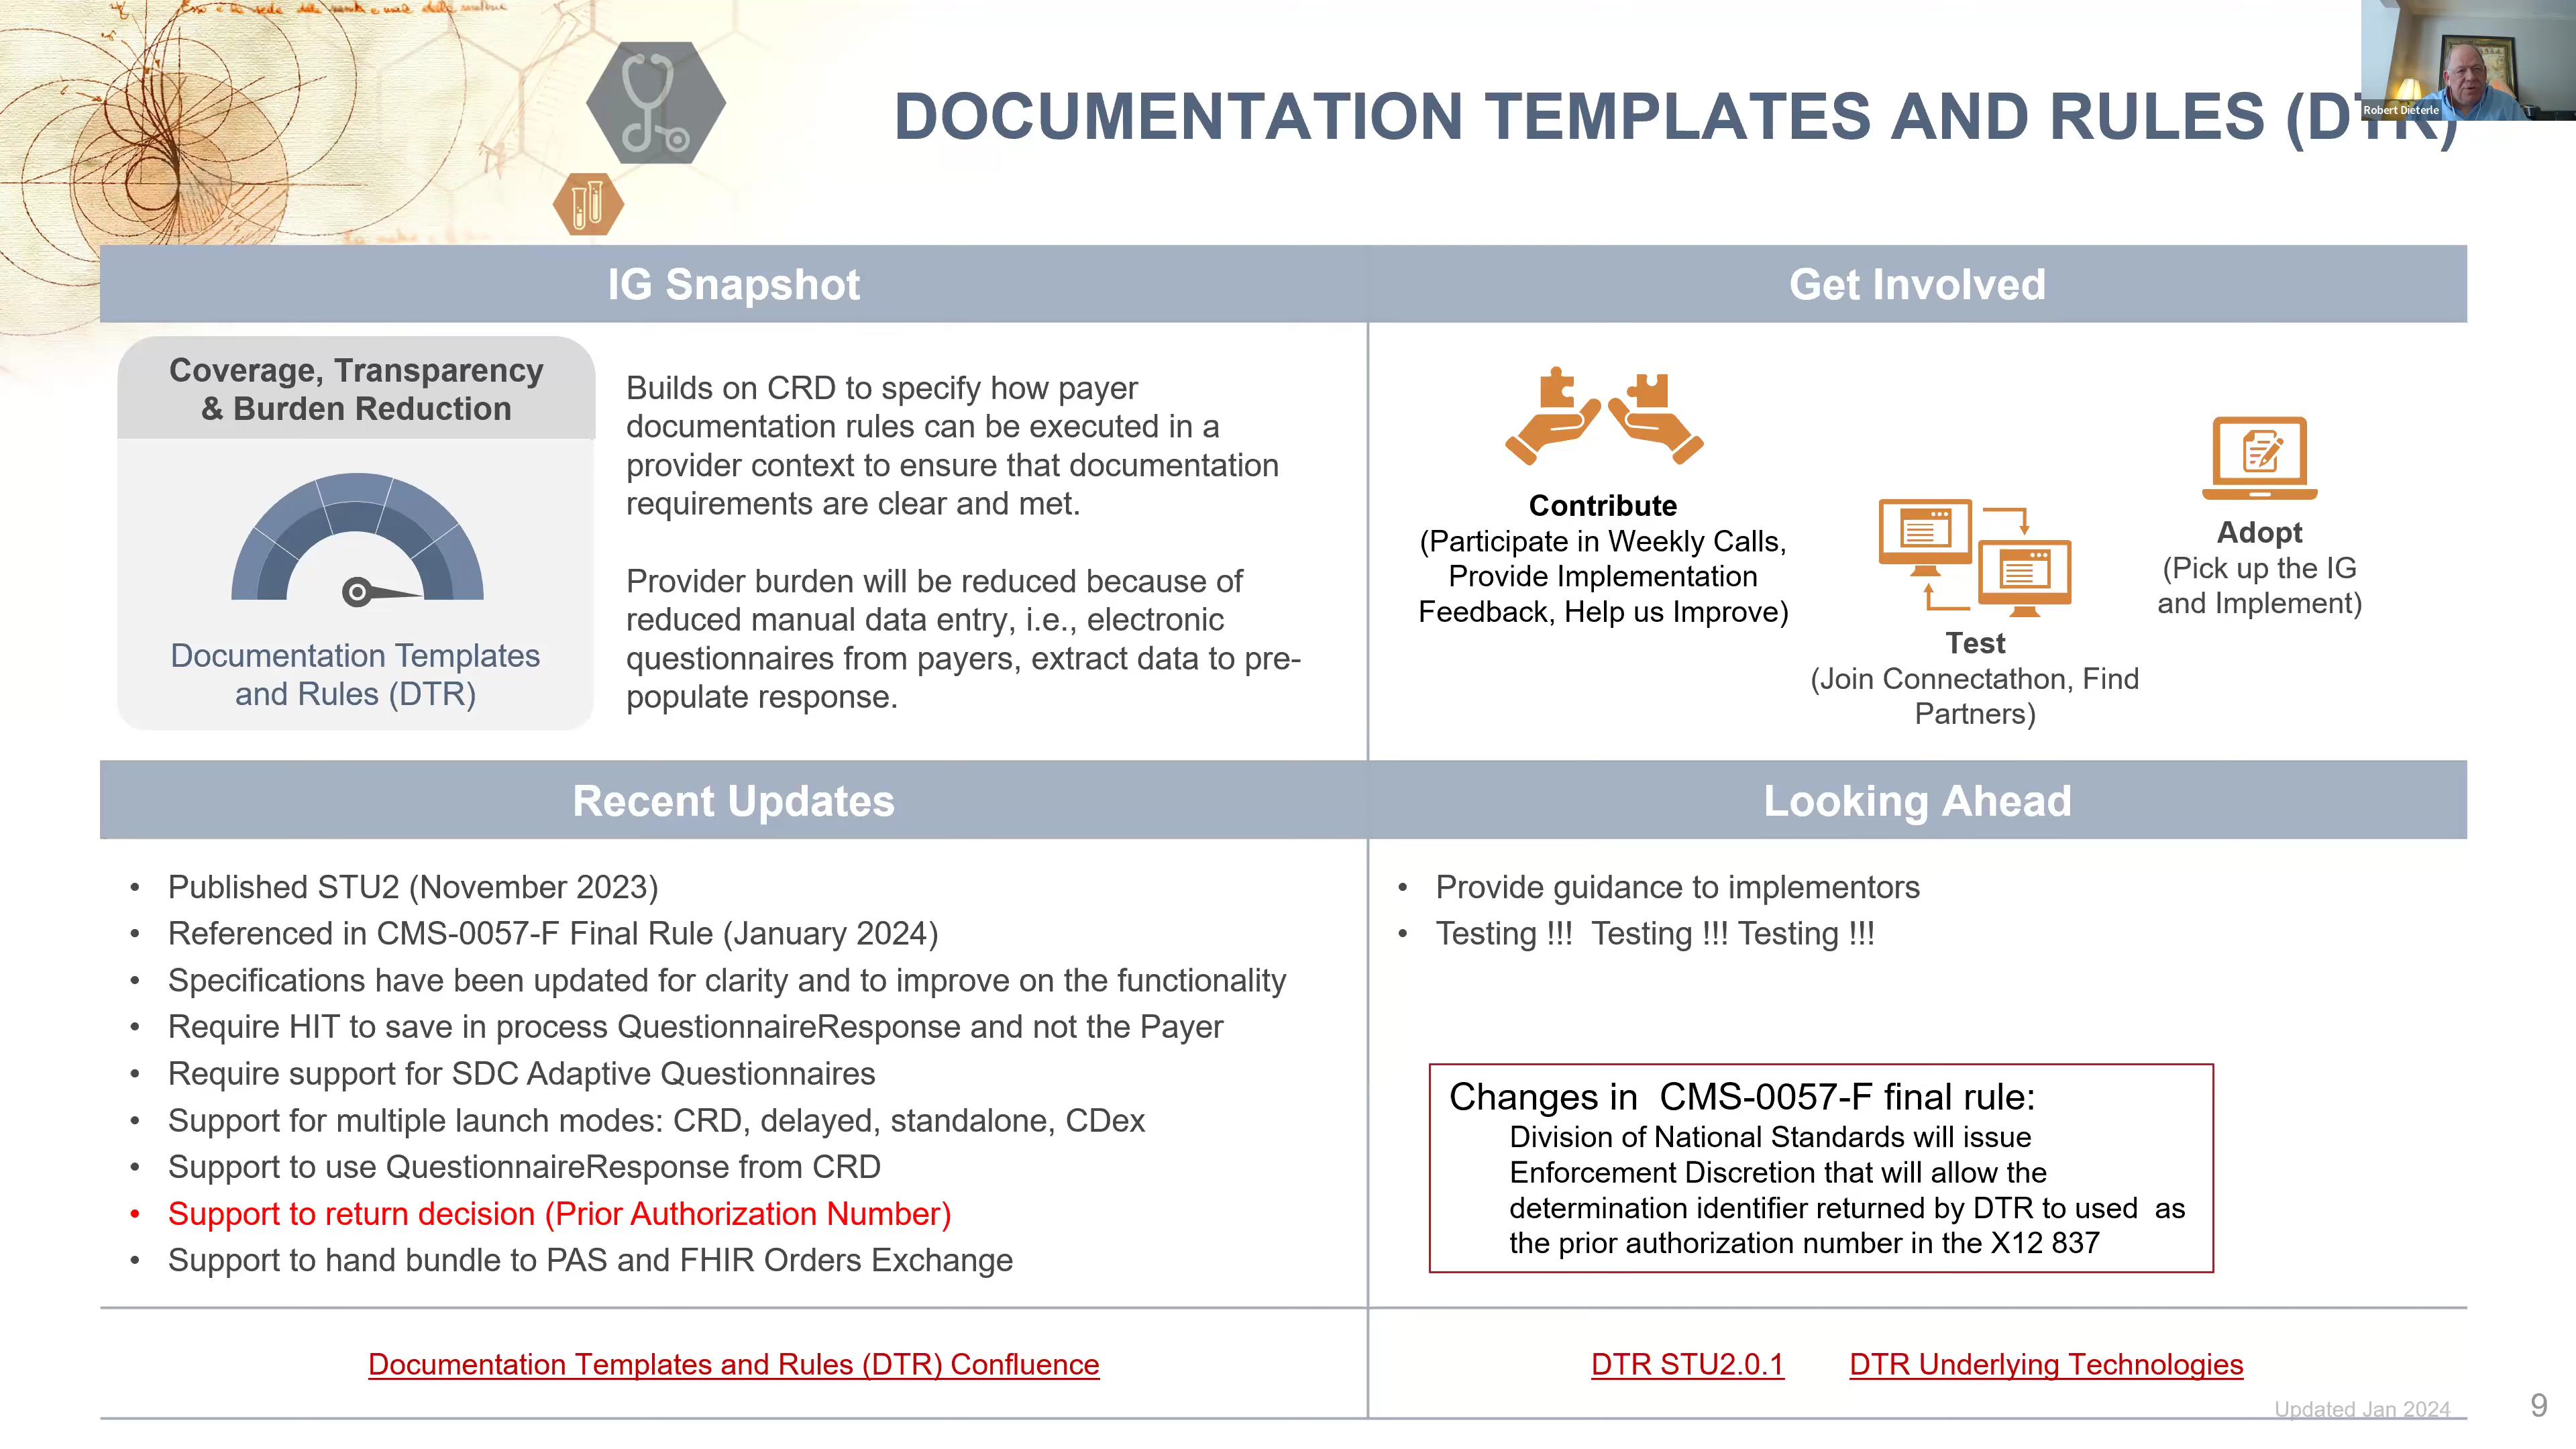 DOCUMENTATION TEMPLATES AND RULES (DTR)
Robert Dieterle
IG Snapshot
Get Involved
Coverage, Transparency
& Burden Reduction
Documentation Templates
and Rules (DTR)
Builds on CRD to specify how payer
documentation rules can be executed in a
provider context to ensure that documentation
requirements are clear and met.
Provider burden will be reduced because of
reduced manual data entry, i.e., electronic
questionnaires from payers, extract data to pre-
populate response.
Contribute
(Participate in Weekly Calls,
Provide Implementation
Feedback, Help us Improve)
Test
(Join Connectathon, Find
Partners)
Adopt
(Pick up the IG
and Implement)
Recent Updates
Looking Ahead
• Published STU2 (November 2023)
• Referenced in CMS-0057-F Final Rule (January 2024)
• Specifications have been updated for clarity and to improve on the functionality
• Require HIT to save in process QuestionnaireResponse and not the Payer
• Require support for SDC Adaptive Questionnaires
• Support for multiple launch modes: CRD, delayed, standalone, CDex
• Support to use QuestionnaireResponse from CRD
• Support to return decision (Prior Authorization Number)
• Support to hand bundle to PAS and FHIR Orders Exchange
• Provide guidance to implementors
• Testing !!!  Testing !!! Testing !!!
Changes in  CMS-0057-F final rule:
Division of National Standards will issue
Enforcement Discretion that will allow the
determination identifier returned by DTR to used  as
the prior authorization number in the X12 837
Documentation Templates and Rules (DTR) Confluence
DTR STU2.0.1
DTR Underlying Technologies
Updated Jan 2024
9